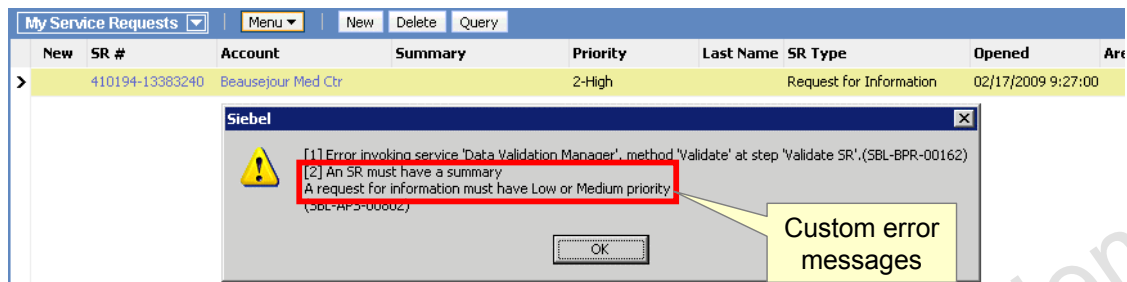 My Service Requests Menu New Delete Query
New SR # Account Summary Priority Last Name SR Type Opened Are
410194-13383240 Beausejour Med Ctr 2-High Request for Information 02/17/2009 9:27:00
Siebel
[1] Error invoking service 'Data Validation Manager', method 'Validate' at step 'Validate SR'.(SBL-BPR-00162)
[2] An SR must have a summary
A request for information must have Low or Medium priority
(SBL-APS-00802)
OK
Custom error
messages